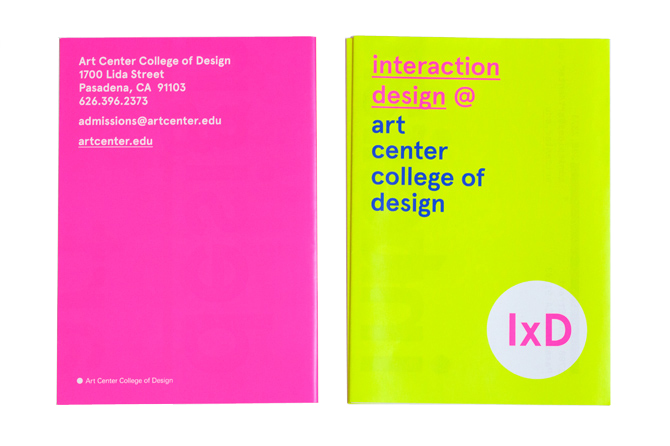 Art Center College of Design
1700 Lida Street
Pasadena, CA 91103
626.396.2373
admissions@artcenter.edu
artcenter.edu
Art Center College of Design
interaction
design @
art
center
college of
design
IxD